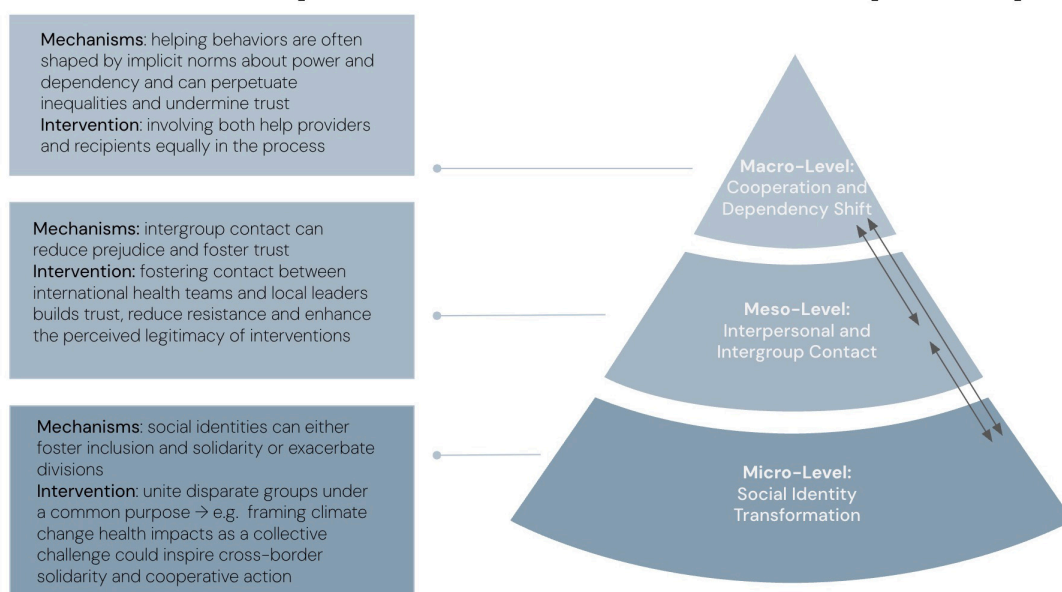 Mechanisms: helping behaviors are often
shaped by implicit norms about power and
dependency and can perpetuate
inequalities and undermine trust
Intervention: involving both help providers
and recipients equally in the process
Macro-Level:
Cooperation and
Dependency Shift
Mechanisms: intergroup contact can
reduce prejudice and foster trust
Intervention: fostering contact between
international health teams and local leaders
builds trust, reduce resistance and enhance
the perceived legitimacy of interventions
Meso-Level:
Interpersonal and
Intergroup Contact
Mechanisms: social identities can either
foster inclusion and solidarity or exacerbate
divisions
Intervention: unite disparate groups under
a common purpose → e.g. framing climate
change health impacts as a collective
challenge could inspire cross-border
solidarity and cooperative action
Micro-Level:
Social Identity
Transformation